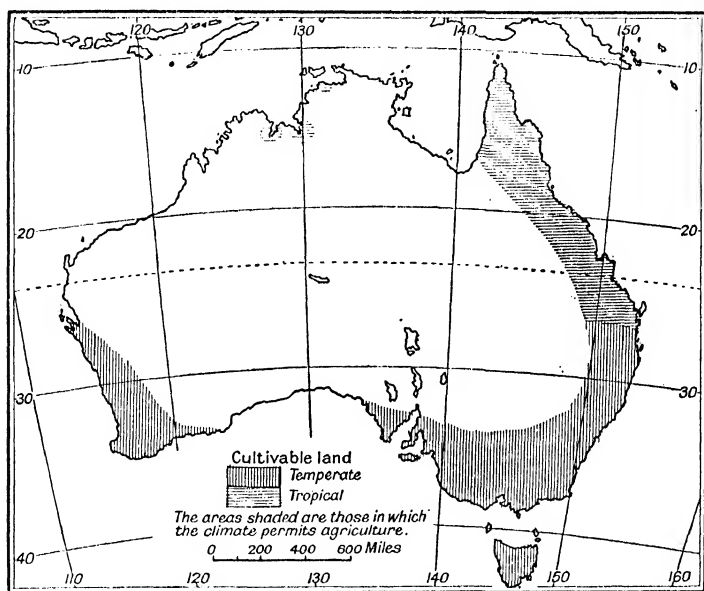 120 130 140 150
10 10
20 20
30 30
40 40
Cultivable land
Temperate
Tropical
The areas shaded are those in which
the climate permits agriculture.
0 200 400 600 Miles
110 120 130 140 150 160